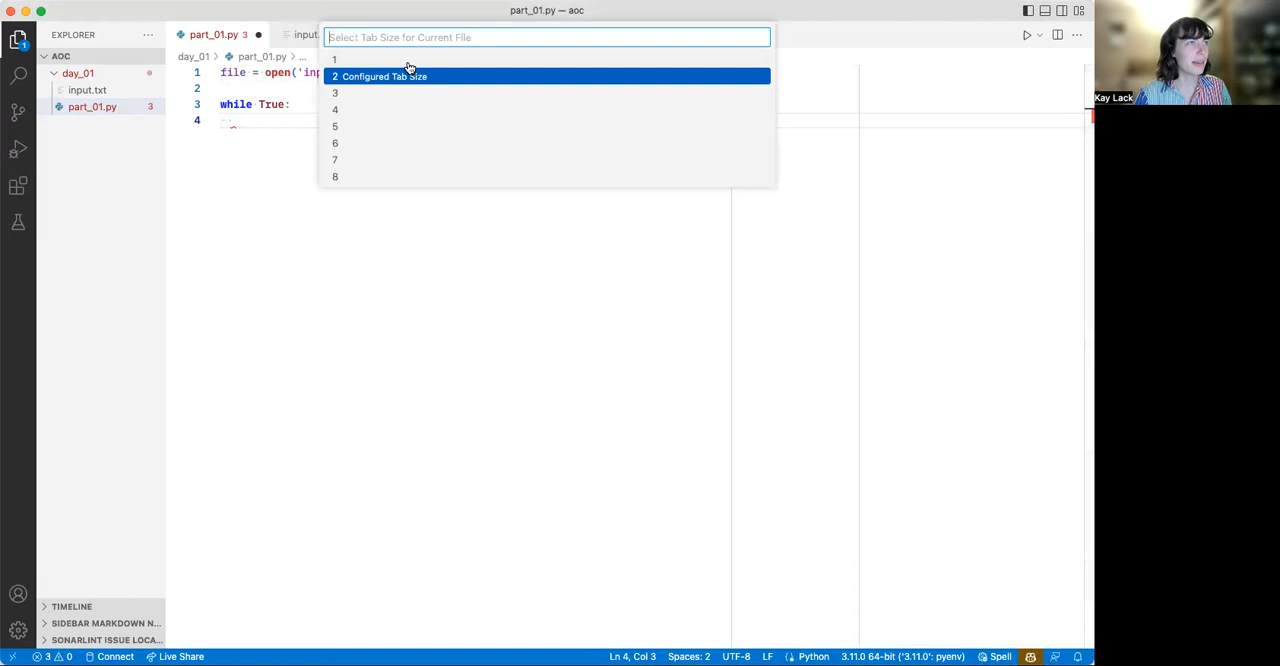 part_01.py — aoc
EXPLORER
part_01.py 3
input.
Select Tab Size for Current File
AOC
day_01 > part_01.py > ...
1
day_01
1 file = open('inp
2 Configured Tab Size
input.txt
2
3
part_01.py 3
3 while True:
4
4
5
6
7
8
Kay Lack
TIMELINE
SIDEBAR MARKDOWN N...
SONARLINT ISSUE LOCA...
3 0 Connect Live Share Ln 4, Col 3 Spaces: 2 UTF-8 LF Python 3.11.0 64-bit ('3.11.0': pyenv) Spell